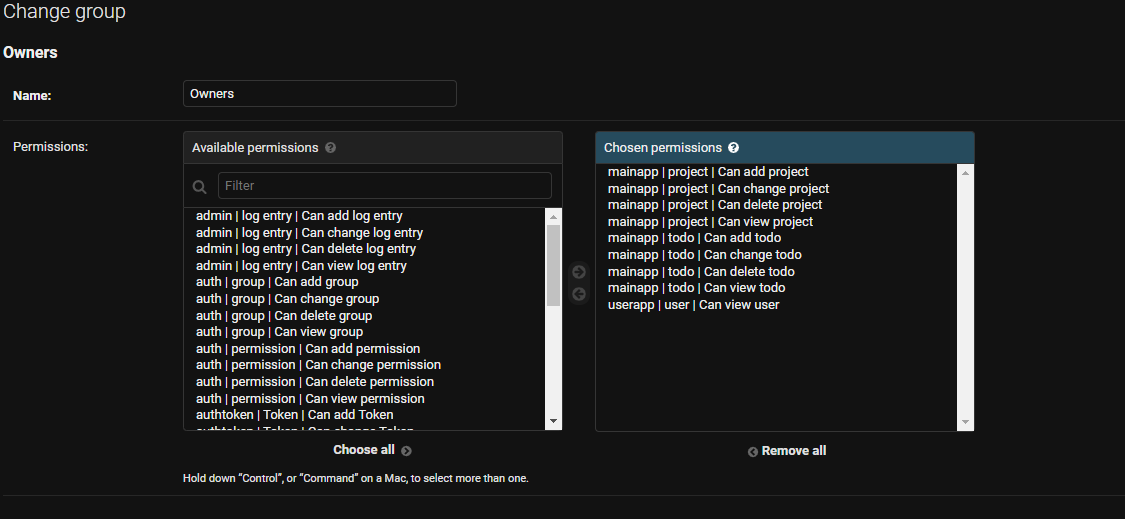 Change group
Owners
Name:
Owners
Permissions:
Available permissions
Filter
admin | log entry | Can add log entry
admin | log entry | Can change log entry
admin | log entry | Can delete log entry
admin | log entry | Can view log entry
auth | group | Can add group
auth | group | Can change group
auth | group | Can delete group
auth | group | Can view group
auth | permission | Can add permission
auth | permission | Can change permission
auth | permission | Can delete permission
auth | permission | Can view permission
authtoken | Token | Can add Token
authtoken | Token | Can change Token
Choose all
Hold down “Control”, or “Command” on a Mac, to select more than one.
Chosen permissions
mainapp | project | Can add project
mainapp | project | Can change project
mainapp | project | Can delete project
mainapp | project | Can view project
mainapp | todo | Can add todo
mainapp | todo | Can change todo
mainapp | todo | Can delete todo
mainapp | todo | Can view todo
userapp | user | Can view user
Remove all